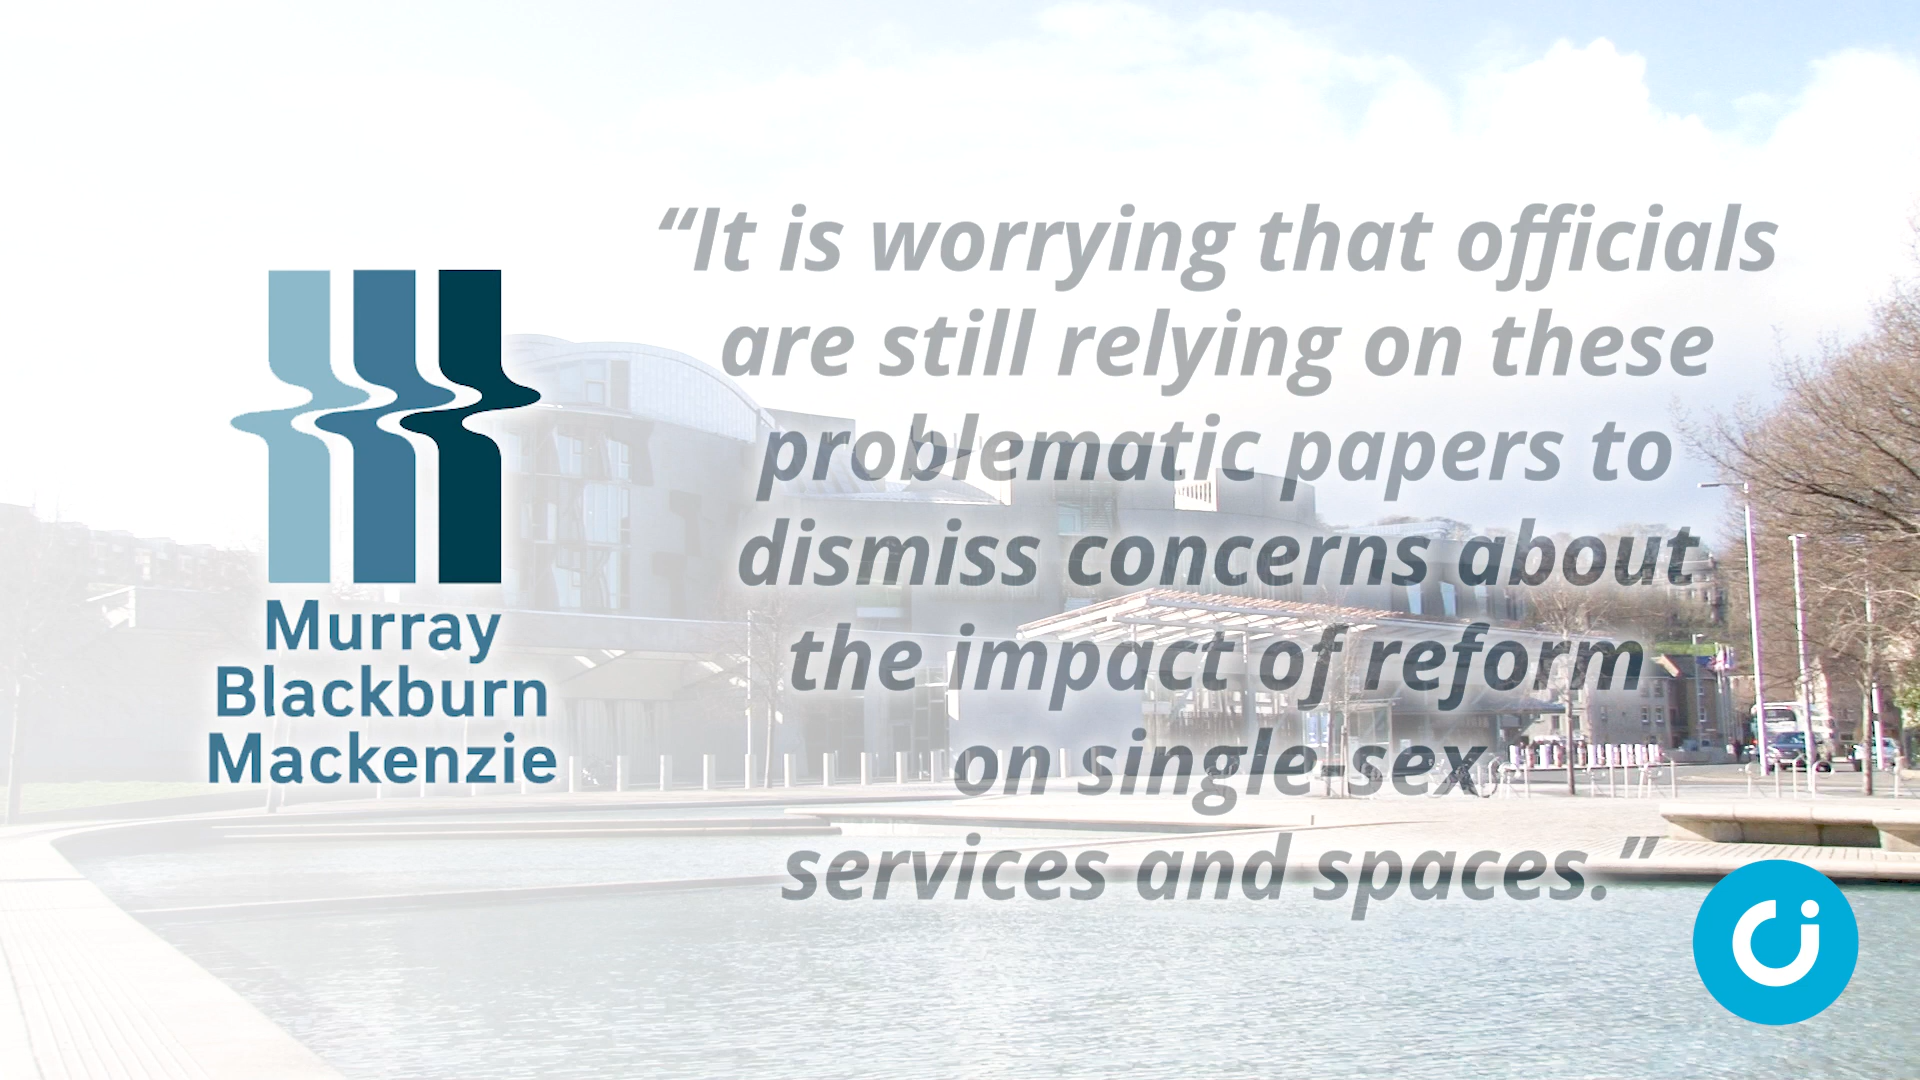 Murray
Blackburn
Mackenzie
“It is worrying that officials
are still relying on these
problematic papers to
dismiss concerns about
the impact of reform
on single-sex
services and spaces.”